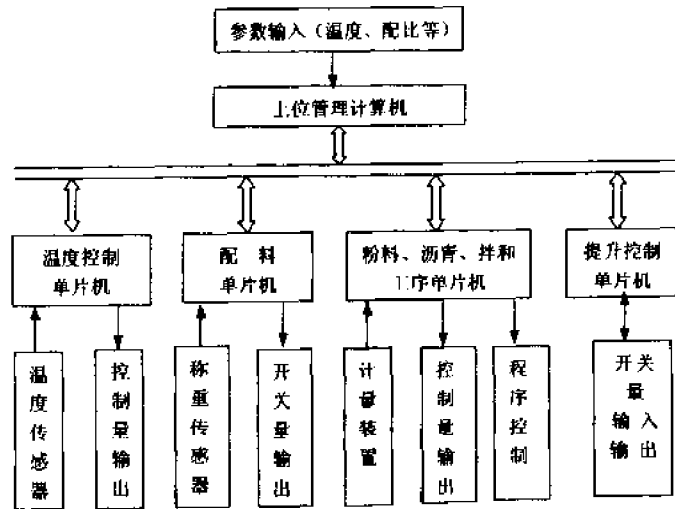 参数输入（温度、配比等）
上位管理计算机
温度控制
单片机
配 料
单片机
粉料、沥青、拌和
工序单片机
提升控制
单片机
温度传感器
控制量输出
称重传感器
开关量输出
计量装置
控制量输出
程序控制
开关
量
输入
输出